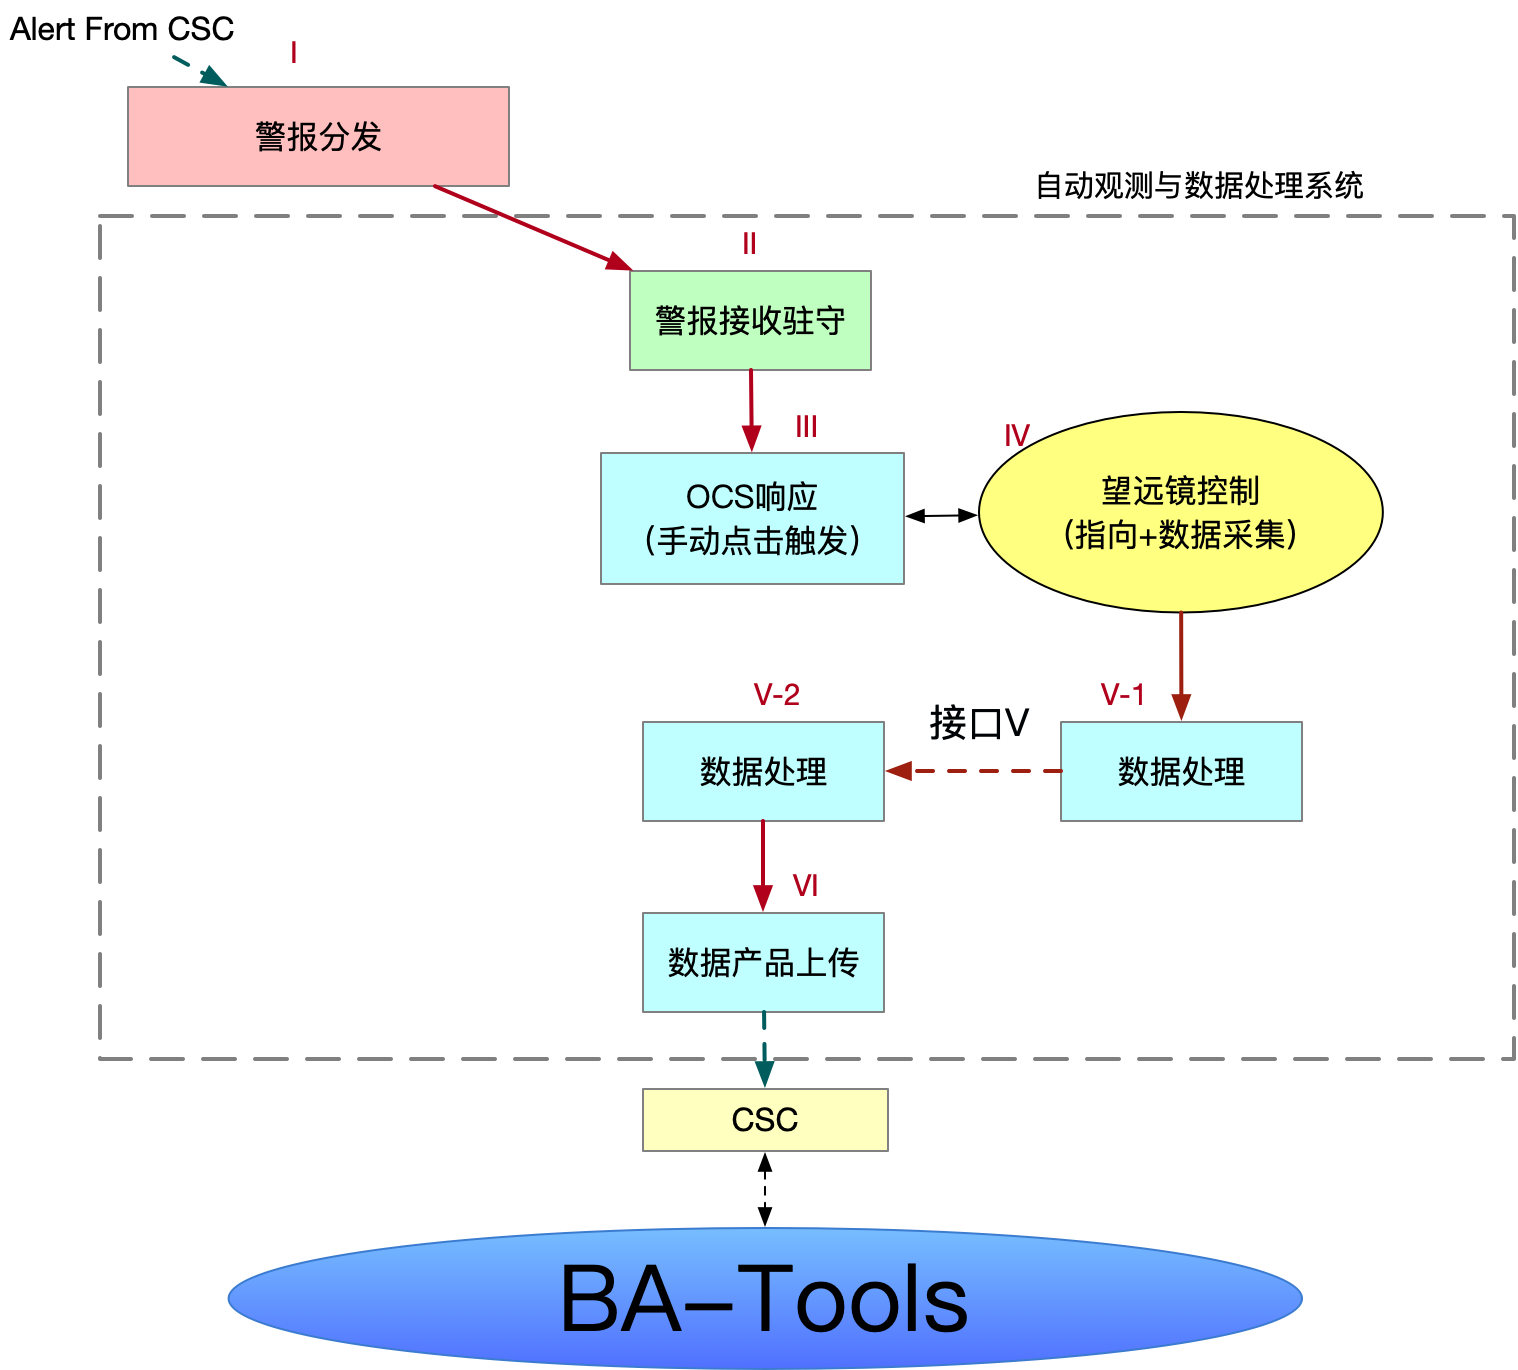 Alert From CSC
I
警报分发
自动观测与数据处理系统
II
警报接收驻守
III
OCS响应
(手动点击触发)
IV
望远镜控制
(指向+数据采集)
V-2
接口V
V-1
数据处理
数据处理
VI
数据产品上传
CSC
BA-Tools